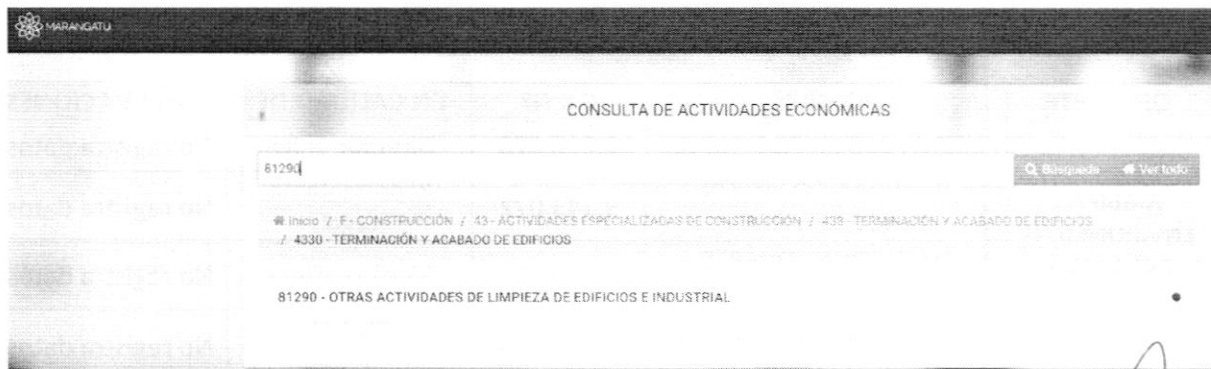 MARANGATU
CONSULTA DE ACTIVIDADES ECONÓMICAS
81290
Búsqueda Ver todo
Inicio / F - CONSTRUCCIÓN / 43 - ACTIVIDADES ESPECIALIZADAS DE CONSTRUCCIÓN / 433 - TERMINACIÓN Y ACABADO DE EDIFICIOS
/ 4330 - TERMINACIÓN Y ACABADO DE EDIFICIOS
81290 - OTRAS ACTIVIDADES DE LIMPIEZA DE EDIFICIOS E INDUSTRIAL